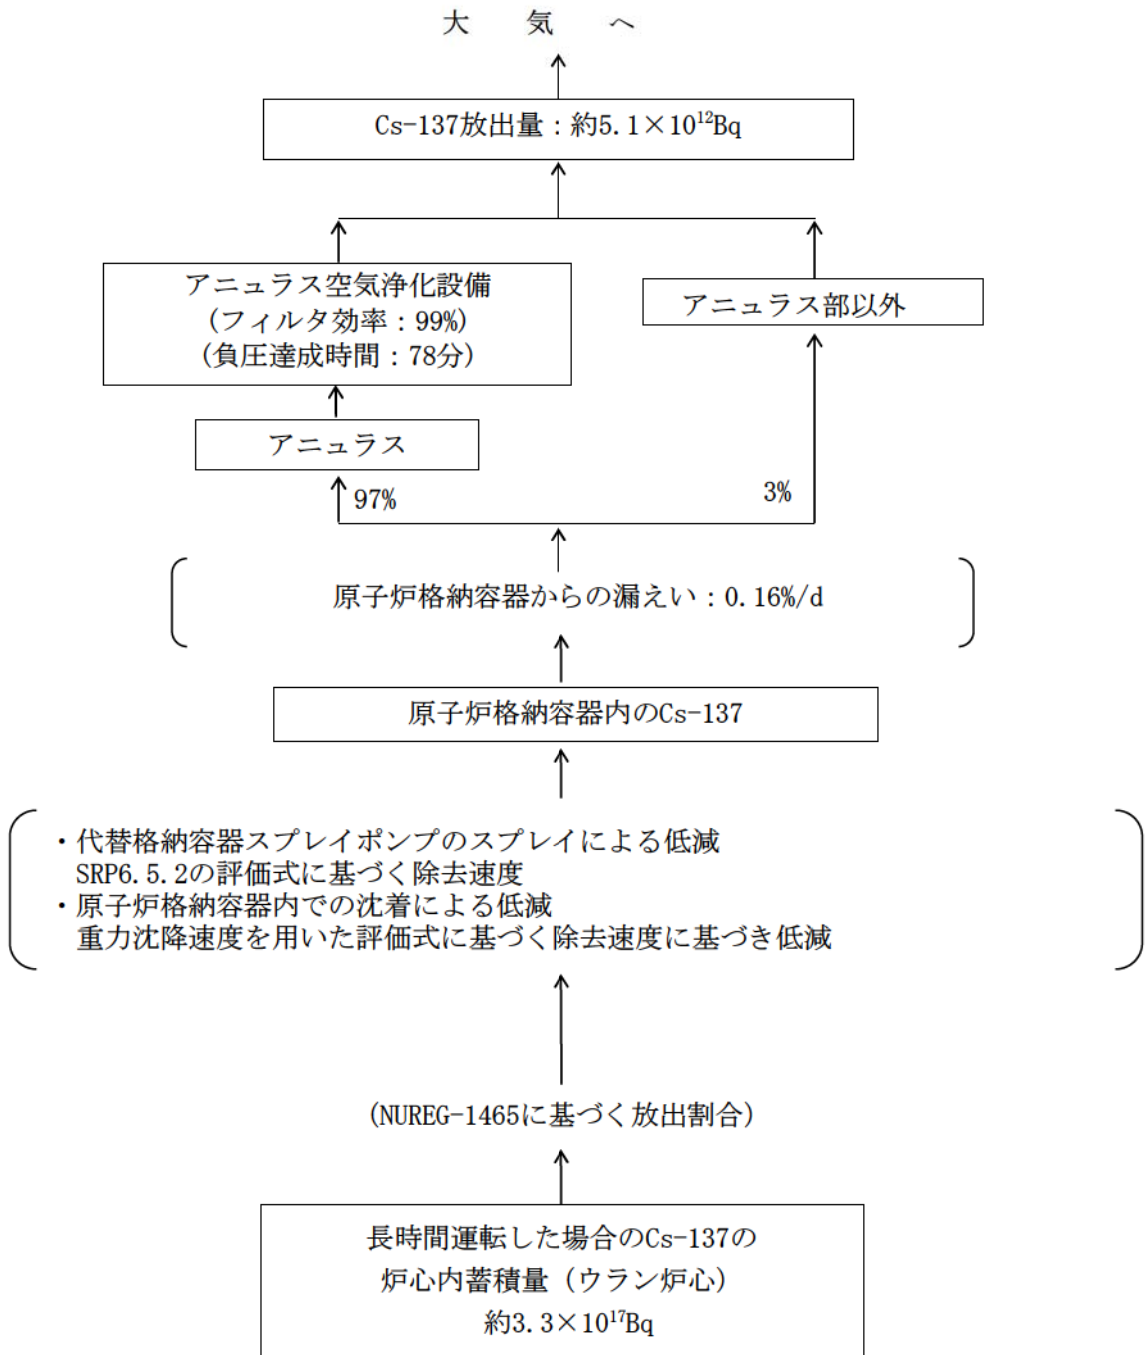 大　気　へ
Cs-137放出量：約5.1×10¹²Bq
アニュラス空気浄化設備
(フィルタ効率：99%)
(負圧達成時間：78分)
アニュラス部以外
アニュラス
97%
3%
原子炉格納容器からの漏えい：0.16%/d
原子炉格納容器内のCs-137
・代替格納容器スプレイポンプのスプレイによる低減
SRP6.5.2の評価式に基づく除去速度
・原子炉格納容器内での沈着による低減
重力沈降速度を用いた評価式に基づく除去速度に基づき低減
(NUREG-1465に基づく放出割合)
長時間運転した場合のCs-137の
炉心内蓄積量（ウラン炉心）
約3.3×10¹⁷Bq